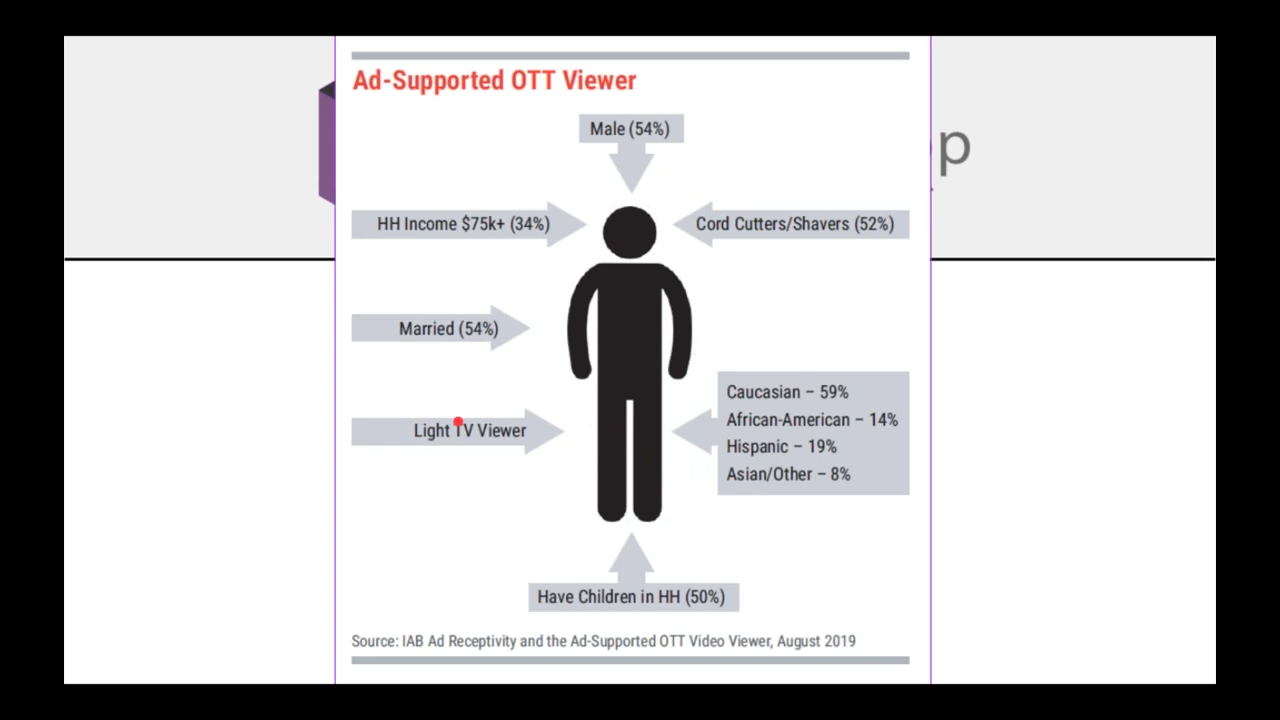 Ad-Supported OTT Viewer
Male (54%)
HH Income $75k+ (34%)
Cord Cutters/Shavers (52%)
Married (54%)
Light TV Viewer
Caucasian – 59%
African-American – 14%
Hispanic – 19%
Asian/Other – 8%
Have Children in HH (50%)
Source: IAB Ad Receptivity and the Ad-Supported OTT Video Viewer, August 2019